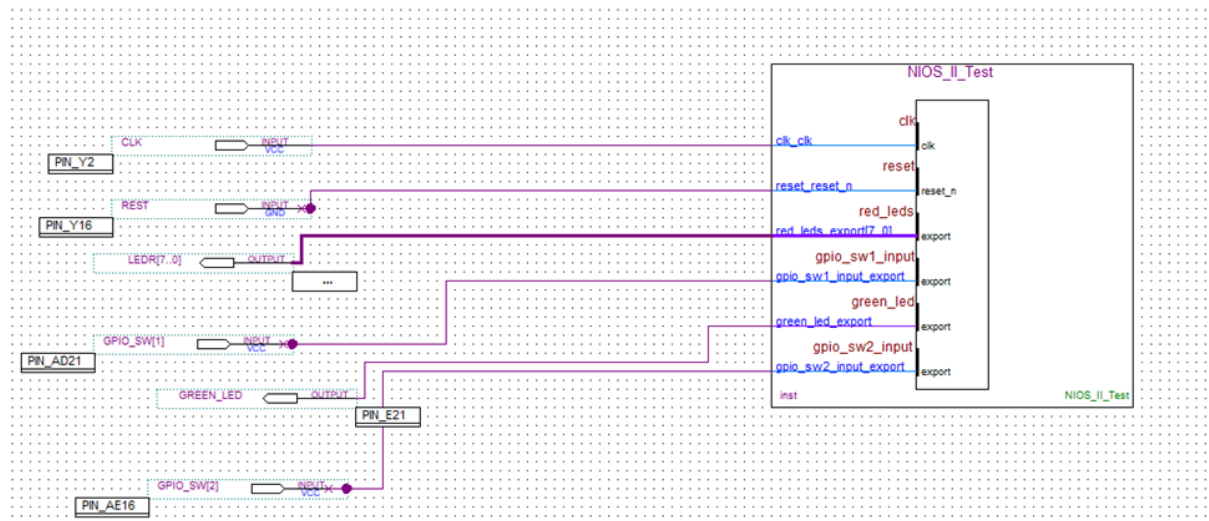 NIOS_II_Test
clk
CLK
INPUT
VCC
clk_clk
clk
PIN_Y2
reset
REST
INPUT
GND
reset_reset_n
reset_n
PIN_Y16
red_leds
red_leds_export[7..0]
export
LEDR[7..0]
OUTPUT
...
gpio_sw1_input
gpio_sw1_input_export
export
green_led
green_led_export
export
GPIO_SW[1]
INPUT
VCC
PIN_AD21
gpio_sw2_input
gpio_sw2_input_export
export
GREEN_LED
OUTPUT
inst
NIOS_II_Test
PIN_E21
GPIO_SW[2]
INPUT
VCC
PIN_AE16